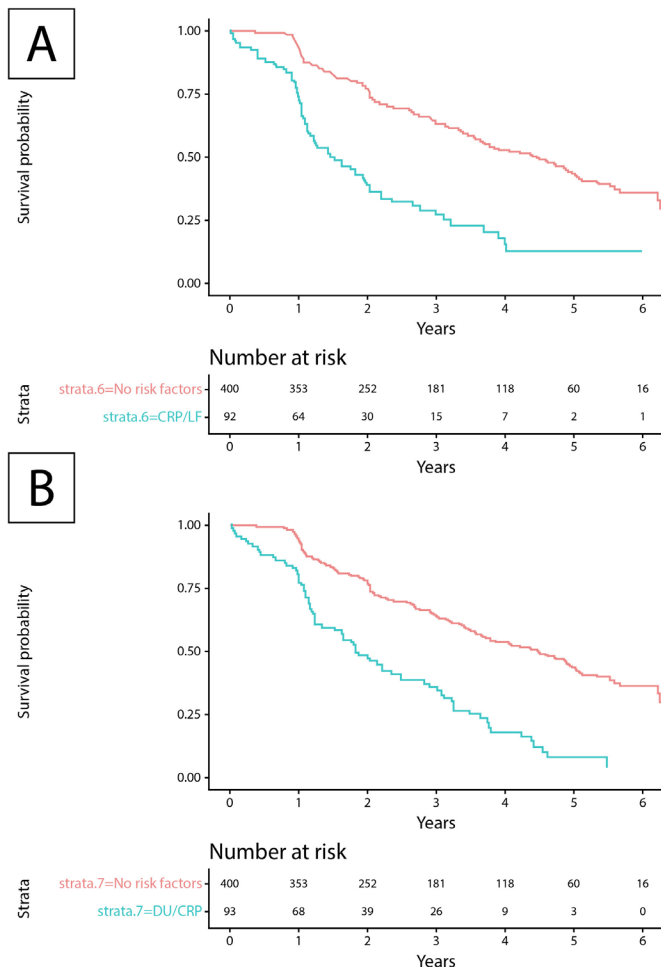 A
Survival probability
1.00
0.75
0.50
0.25
0.00
0 1 2 3 4 5 6
Years
Number at risk
Strata
strata.6=No risk factors 400 353 252 181 118 60 16
strata.6=CRP/LF 92 64 30 15 7 2 1
0 1 2 3 4 5 6
Years
B
Survival probability
1.00
0.75
0.50
0.25
0.00
0 1 2 3 4 5 6
Years
Number at risk
Strata
strata.7=No risk factors 400 353 252 181 118 60 16
strata.7=DU/CRP 93 68 39 26 9 3 0
0 1 2 3 4 5 6
Years